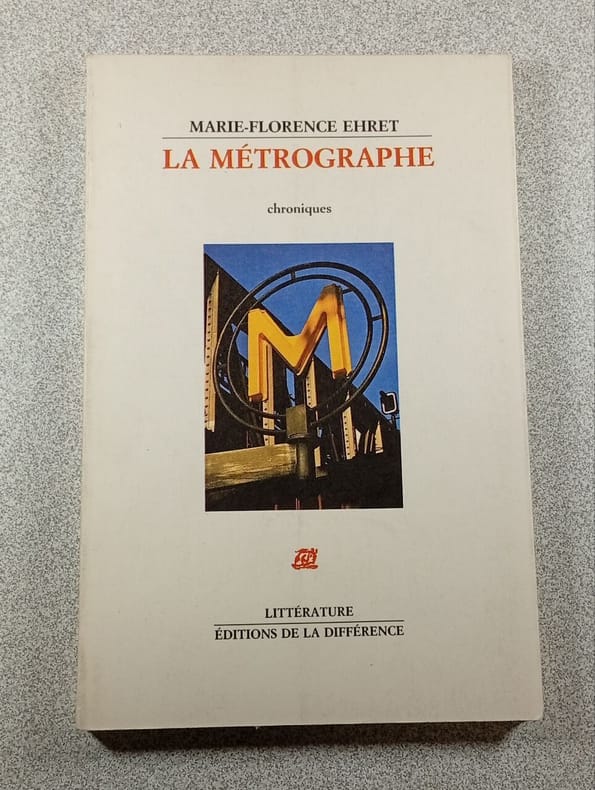 MARIE-FLORENCE EHRET
LA MÉTROGRAPHE
chroniques
M
LITTÉRATURE
ÉDITIONS DE LA DIFFÉRENCE